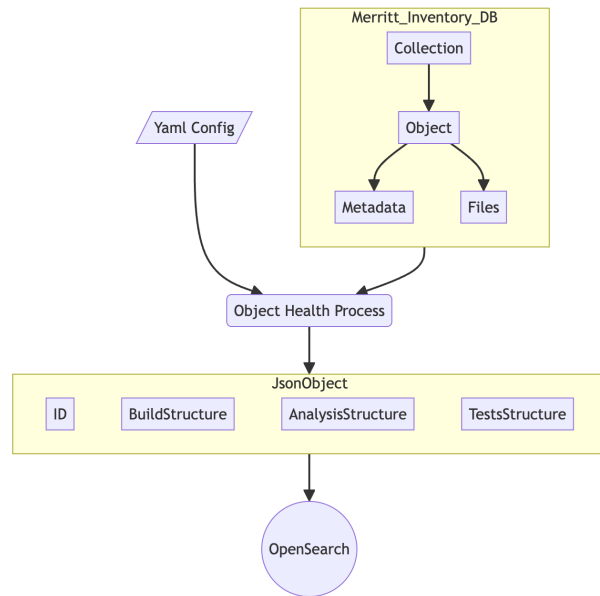 Merritt_Inventory_DB
Collection
Yaml Config
Object
Metadata
Files
Object Health Process
JsonObject
ID
BuildStructure
AnalysisStructure
TestsStructure
OpenSearch